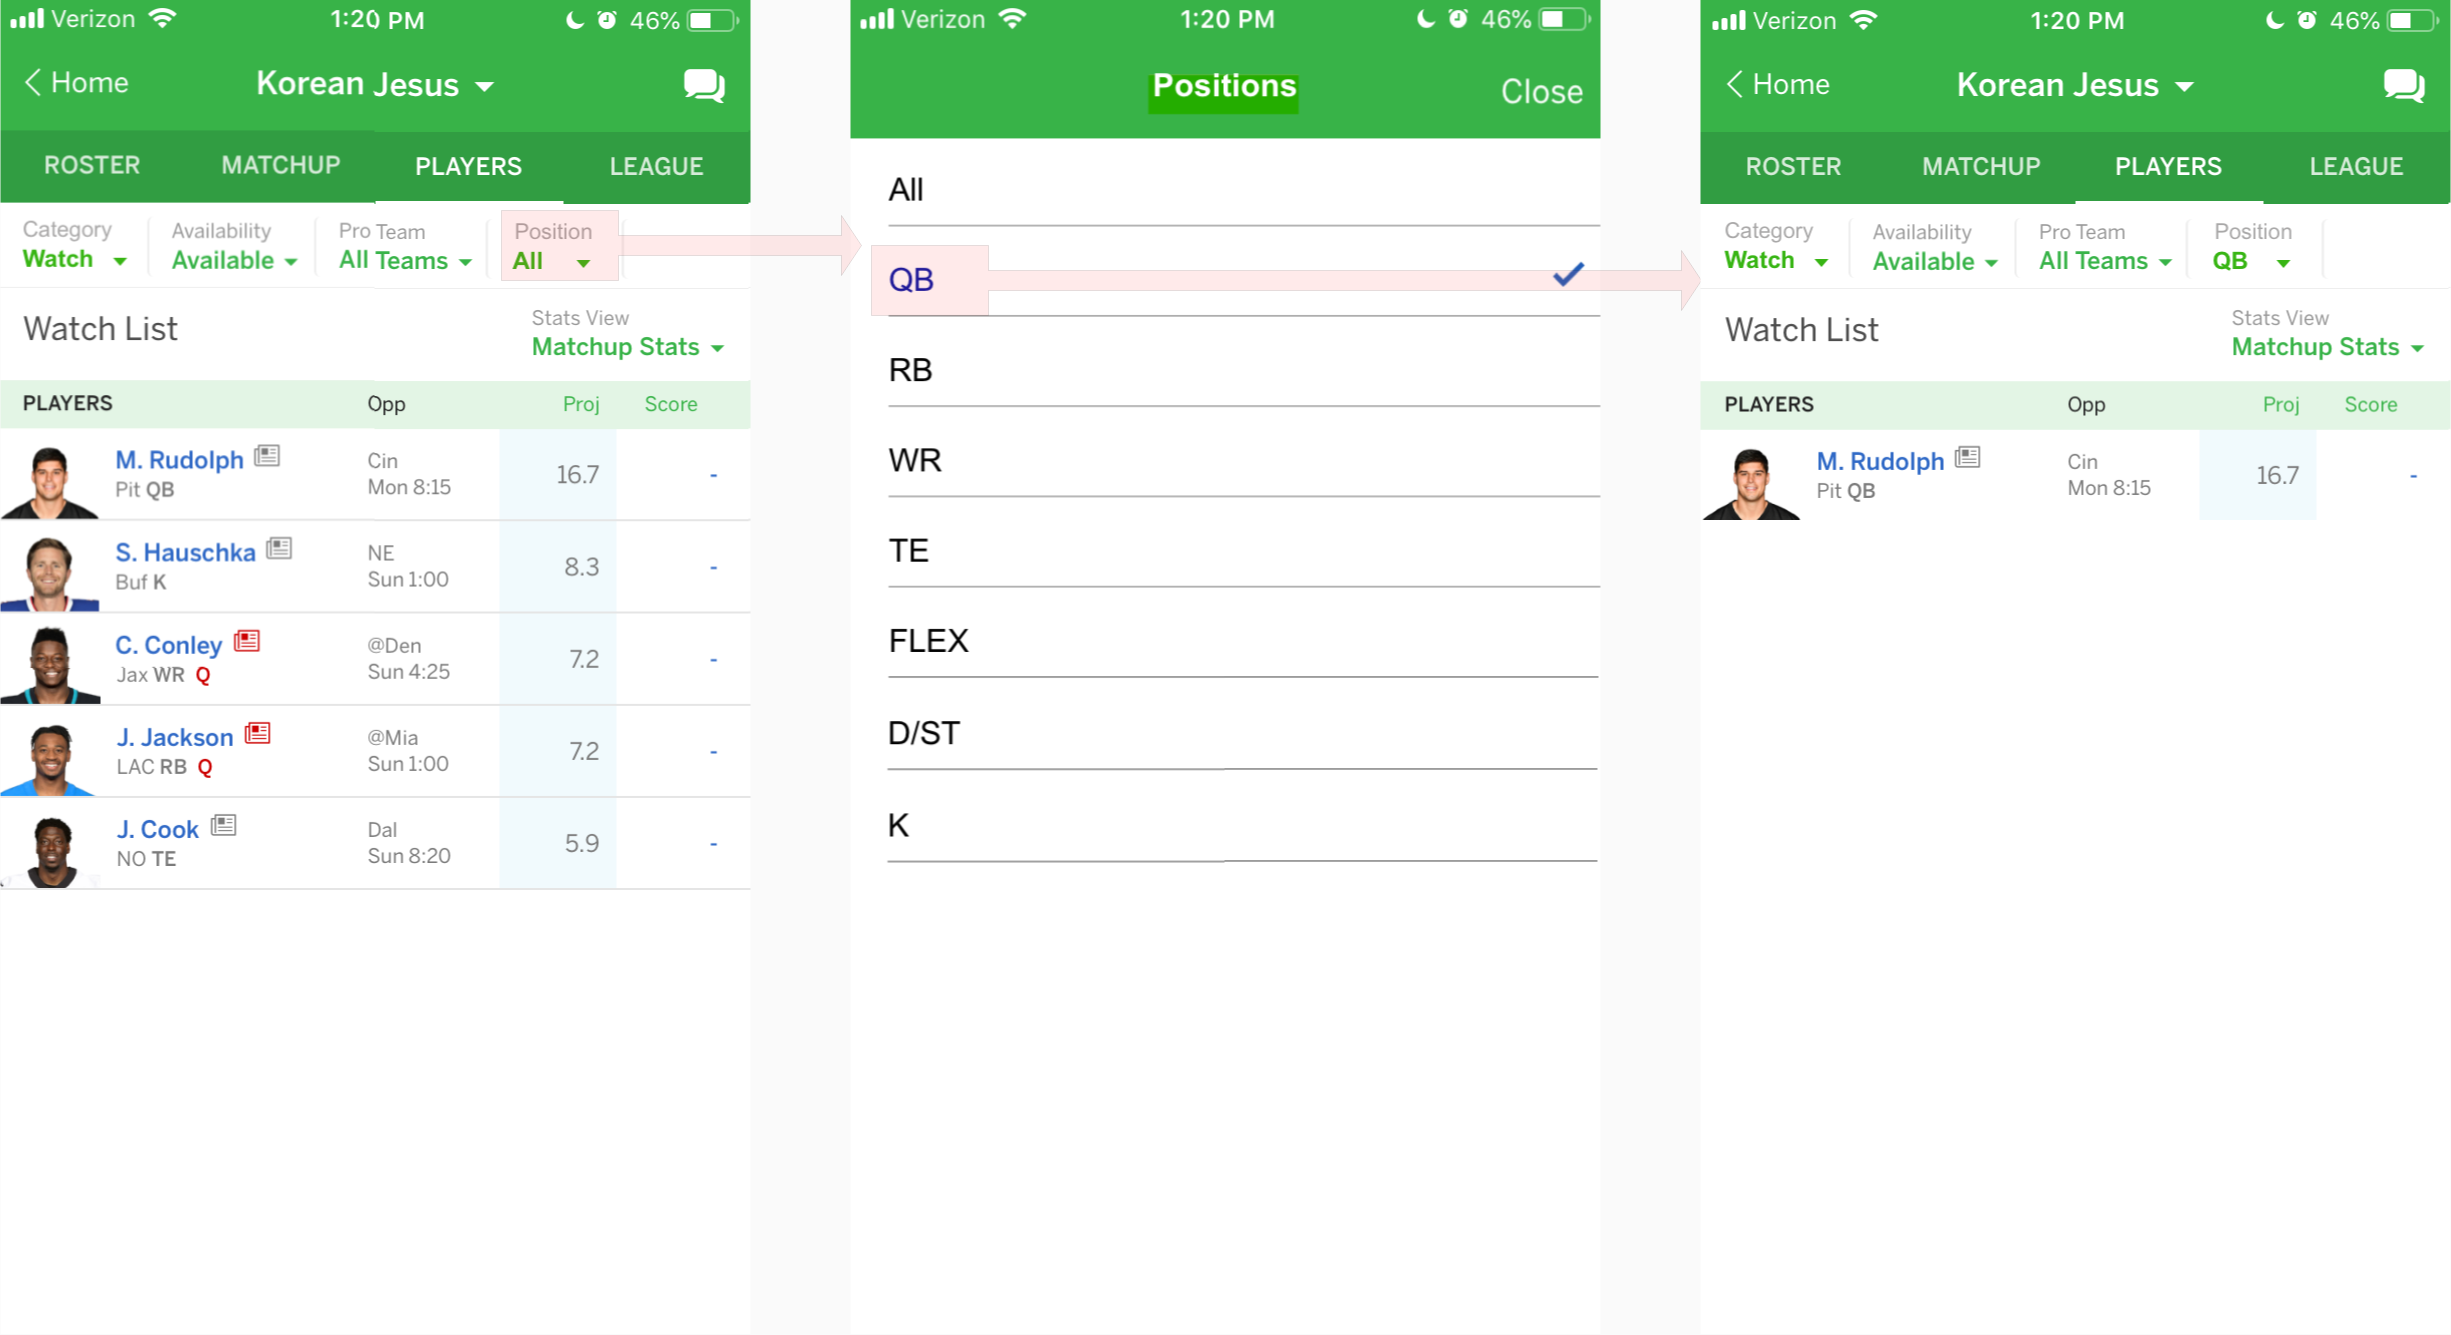 Verizon 1:20 PM 46%
Home Korean Jesus
ROSTER MATCHUP PLAYERS LEAGUE
Category Availability Pro Team Position
Watch Available All Teams All
Watch List
Stats View
Matchup Stats
PLAYERS Opp Proj Score
M. Rudolph Cin 16.7 -
Pit QB Mon 8:15
S. Hauschka NE 8.3 -
Buf K Sun 1:00
C. Conley @Den 7.2 -
Jax WR Q Sun 4:25
J. Jackson @Mia 7.2 -
LAC RB Q Sun 1:00
J. Cook Dal 5.9 -
NO TE Sun 8:20
Verizon 1:20 PM 46%
Positions Close
All
QB
RB
WR
TE
FLEX
D/ST
K
Verizon 1:20 PM 46%
Home Korean Jesus
ROSTER MATCHUP PLAYERS LEAGUE
Category Availability Pro Team Position
Watch Available All Teams QB
Watch List
Stats View
Matchup Stats
PLAYERS Opp Proj Score
M. Rudolph Cin 16.7 -
Pit QB Mon 8:15